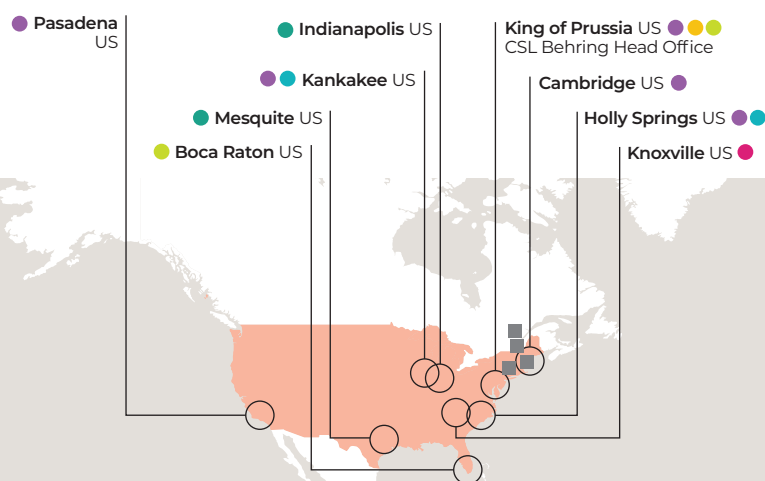 Pasadena
US
Indianapolis US
King of Prussia US
CSL Behring Head Office
Kankakee US
Cambridge US
Mesquite US
Holly Springs US
Boca Raton US
Knoxville US